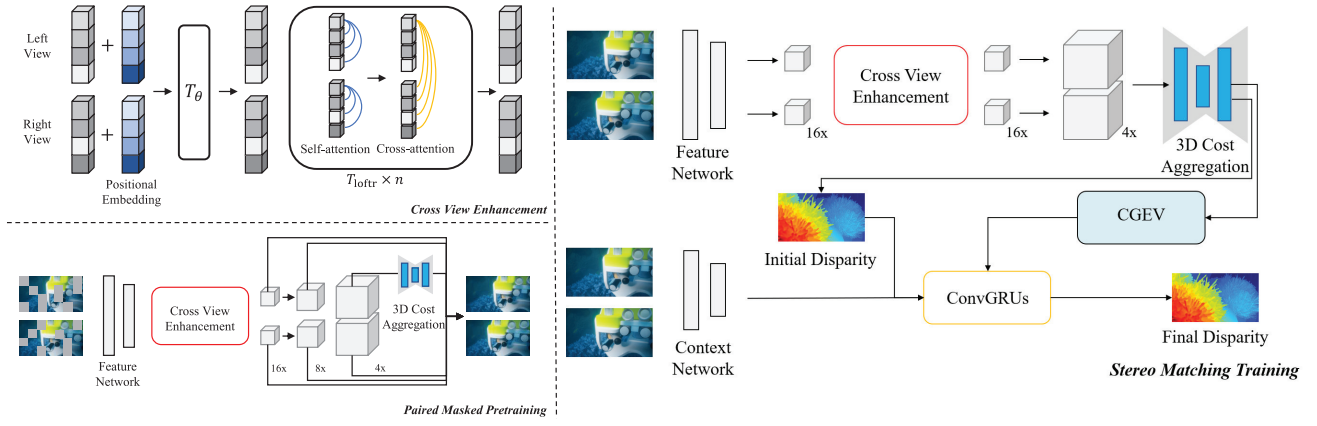 Left
View
+
Right
View
+
Positional
Embedding
T_θ
Self-attention
Cross-attention
T_loftr × n
Cross View Enhancement
Feature
Network
Cross View
Enhancement
16x
8x
4x
3D Cost
Aggregation
Paired Masked Pretraining
Feature
Network
16x
Cross View
Enhancement
16x
4x
3D Cost
Aggregation
Initial Disparity
CGEV
ConvGRUs
Final Disparity
Context
Network
Stereo Matching Training